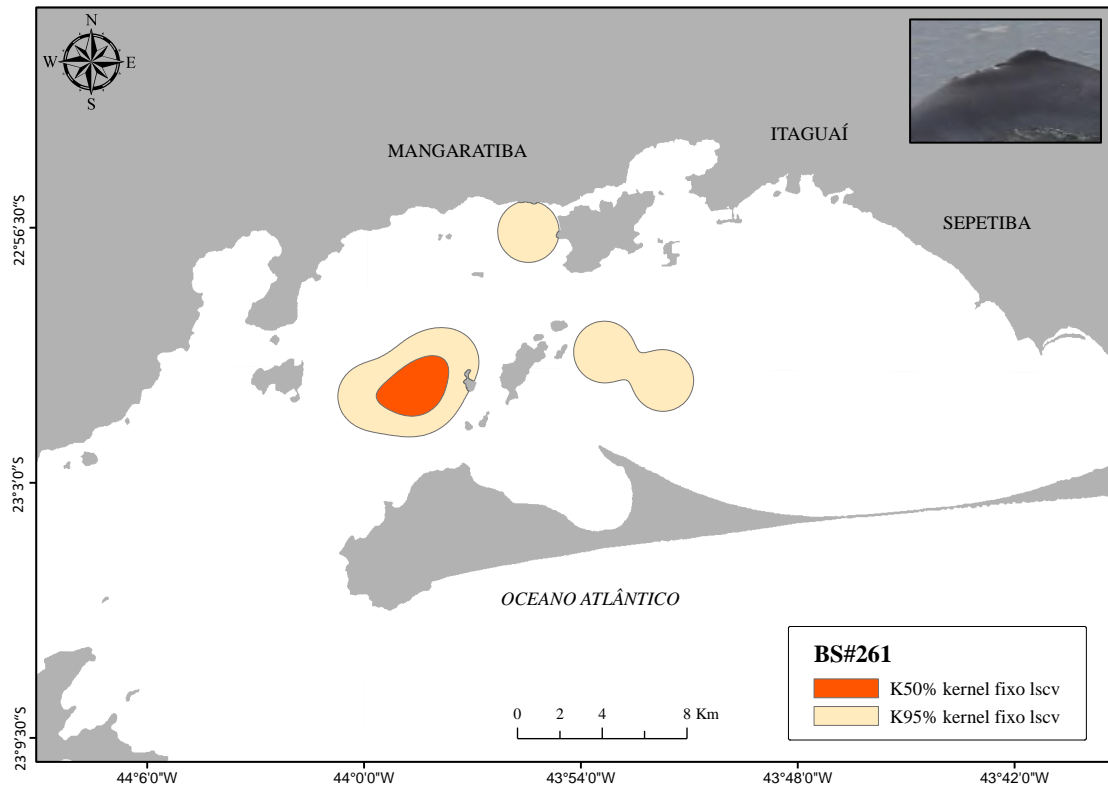 N
W E
S
MANGARATIBA
ITAGUAÍ
SEPETIBA
22°56'30"S
23°3'0"S
23°9'30"S
OCEANO ATLÂNTICO
BS#261
K50% kernel fixo lscv
K95% kernel fixo lscv
0 2 4 8 Km
44°6'0"W 44°0'0"W 43°54'0"W 43°48'0"W 43°42'0"W